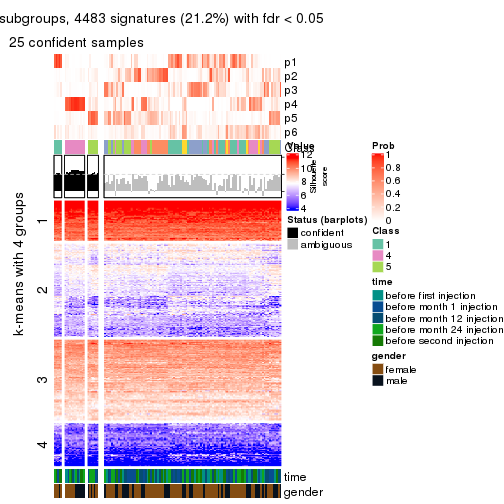 subgroups, 4483 signatures (21.2%) with fdr < 0.05
25 confident samples
p1
p2
p3
p4
p5
p6
Class
Silhouette
score
k-means with 4 groups
1
2
3
4
time
gender
Value
12
10
8
6
4
Status (barplots)
confident
ambiguous
Prob
1
0.8
0.6
0.4
0.2
0
Class
1
4
5
time
before first injection
before month 1 injection
before month 12 injection
before month 24 injection
before second injection
gender
female
male